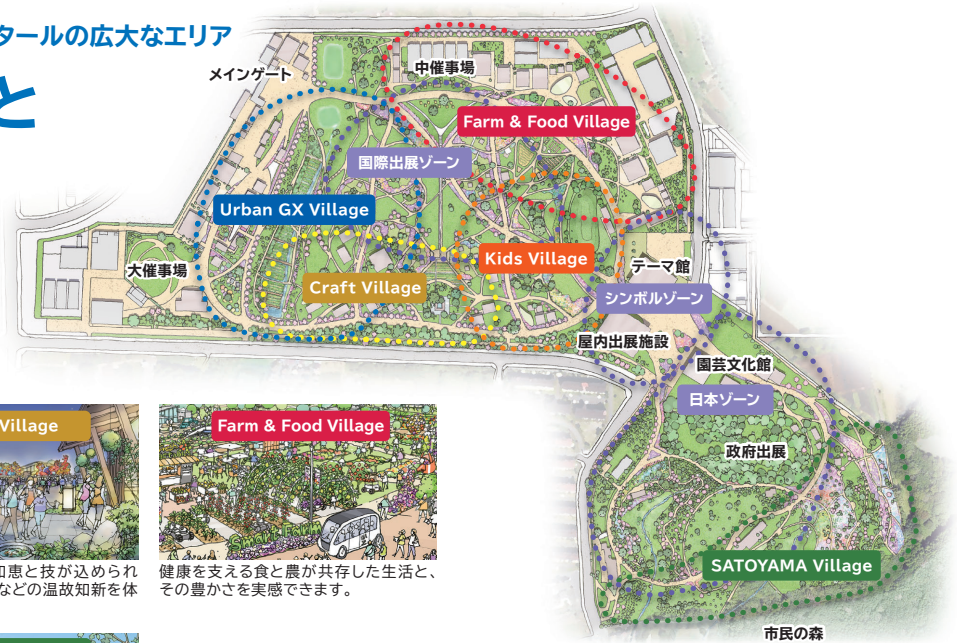 タールの広大なエリア
と
メインゲート
中催事場
Farm & Food Village
国際出展ゾーン
Urban GX Village
Kids Village
テーマ館
大催事場
Craft Village
シンボルゾーン
屋内出展施設
園芸文化館
日本ゾーン
政府出展
SATOYAMA Village
市民の森
Village
恵と技が込められ
などの温故知新を体
Farm & Food Village
健康を支える食と農が共存した生活と、
その豊かさを実感できます。